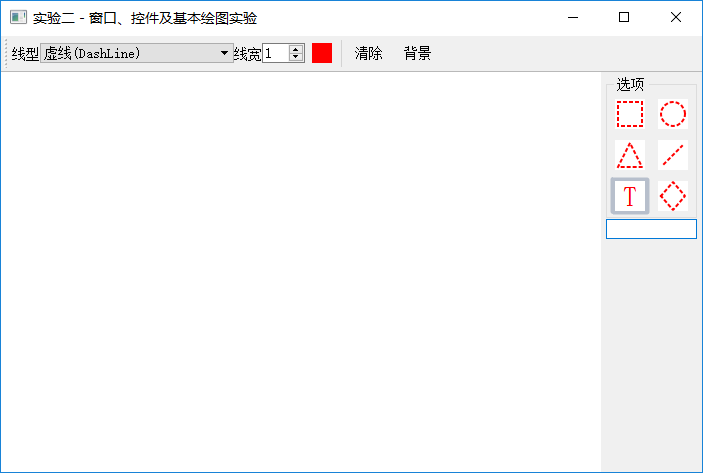 实验二 - 窗口、控件及基本绘图实验
线型 虚线(DashLine) 线宽 1 清除 背景
选项
T